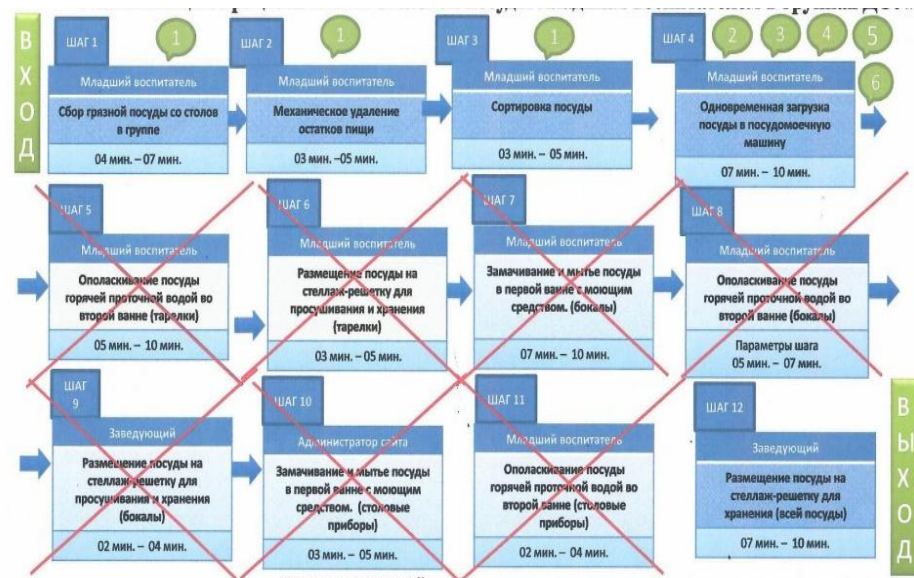 ВХОД
ШАГ 1
1
Младший воспитатель
Сбор грязной посуды со столов
в группе
04 мин. – 07 мин.
ШАГ 2
1
Младший воспитатель
Механическое удаление
остатков пищи
03 мин. –05 мин.
ШАГ 3
1
Младший воспитатель
Сортировка посуды
03 мин. – 05 мин.
ШАГ 4
2
3
4
5
6
Младший воспитатель
Одновременная загрузка
посуды в посудомоечную
машину
07 мин. – 10 мин.
ШАГ 5
Младший воспитатель
Ополаскивание посуды
горячей проточной водой во
второй ванне (тарелки)
05 мин. – 10 мин.
ШАГ 6
Младший воспитатель
Размещение посуды на
стеллаж-решетку для
просушивания и хранения
(тарелки)
03 мин. – 05 мин.
ШАГ 7
Младший воспитатель
Замачивание и мытье посуды
в первой ванне с моющим
средством. (бокалы)
07 мин. – 10 мин.
ШАГ 8
Младший воспитатель
Ополаскивание посуды
горячей проточной водой во
второй ванне (бокалы)
Параметры шага
05 мин. – 07 мин.
ШАГ
9
Заведующий
Размещение посуды на
стеллаж-решетку для
просушивания и хранения
(бокалы)
02 мин. – 04 мин.
ШАГ 10
Администратор сайта
Замачивание и мытье посуды
в первой ванне с моющим
средством. (столовые
приборы)
03 мин. – 05 мин.
ШАГ 11
Младший воспитатель
Ополаскивание посуды
горячей проточной водой во
второй ванне (столовые
приборы)
02 мин. – 04 мин.
ШАГ 12
Заведующий
Размещение посуды на
стеллаж-решетку для
хранения (всей посуды)
07 мин. – 10 мин.
ВЫХОД